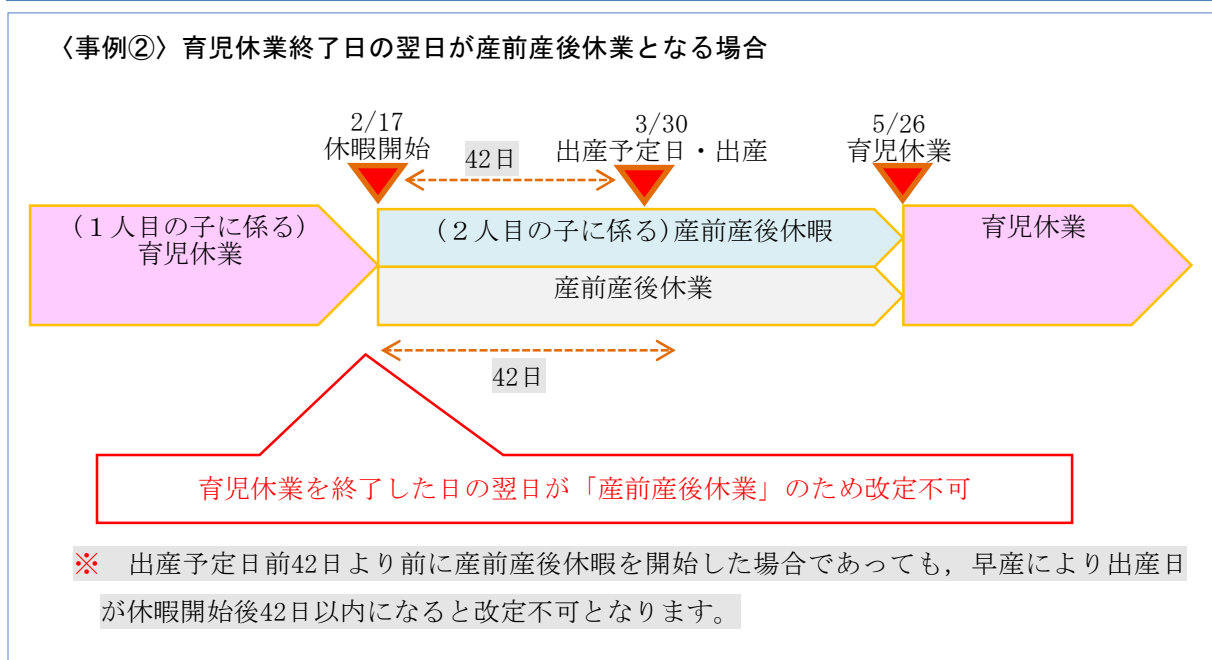 〈事例②〉育児休業終了日の翌日が産前産後休業となる場合
2/17
休暇開始
42日
3/30
出産予定日・出産
5/26
育児休業
(１人目の子に係る)
育児休業
(２人目の子に係る)産前産後休暇
育児休業
産前産後休業
42日
育児休業を終了した日の翌日が「産前産後休業」のため改定不可
※　出産予定日前42日より前に産前産後休暇を開始した場合であっても，早産により出産日
が休暇開始後42日以内になると改定不可となります。